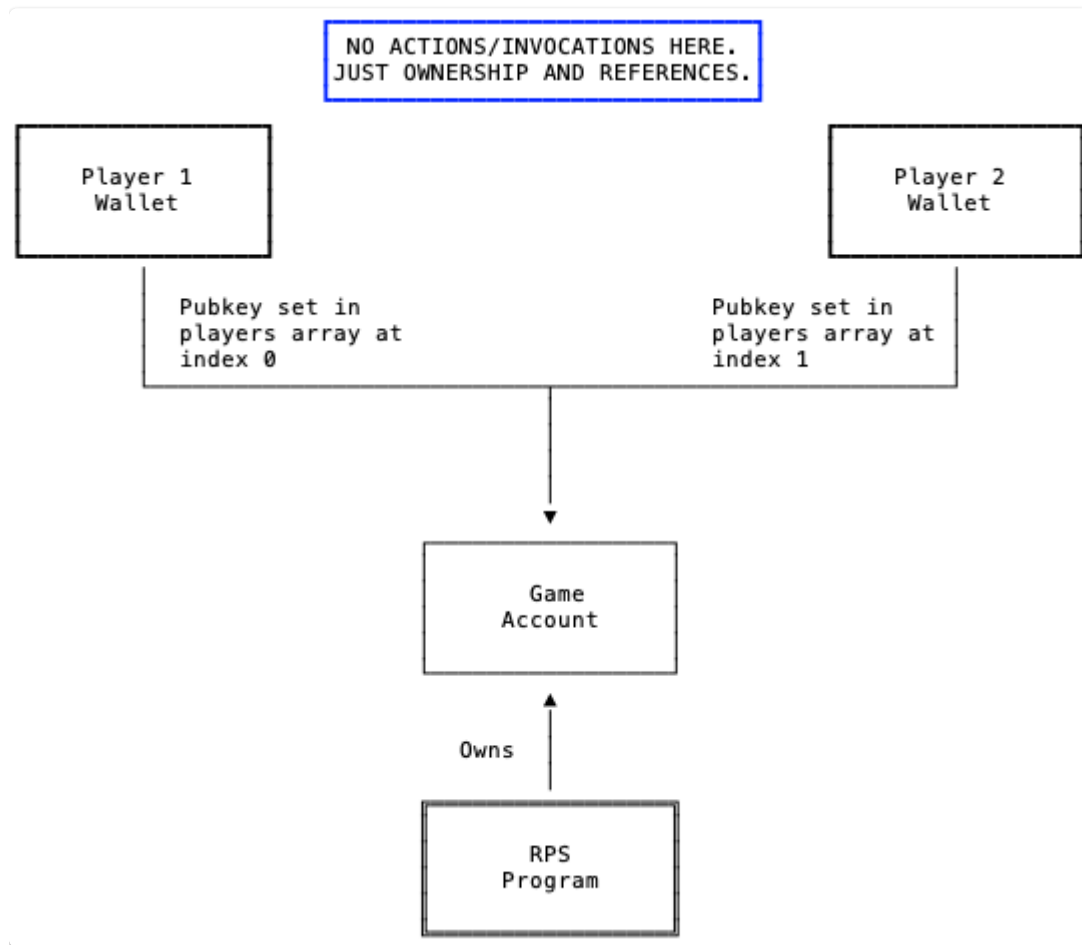 NO ACTIONS/INVOCATIONS HERE.
JUST OWNERSHIP AND REFERENCES.
Player 1
Wallet
Player 2
Wallet
Pubkey set in
players array at
index 0
Pubkey set in
players array at
index 1
Game
Account
Owns
RPS
Program